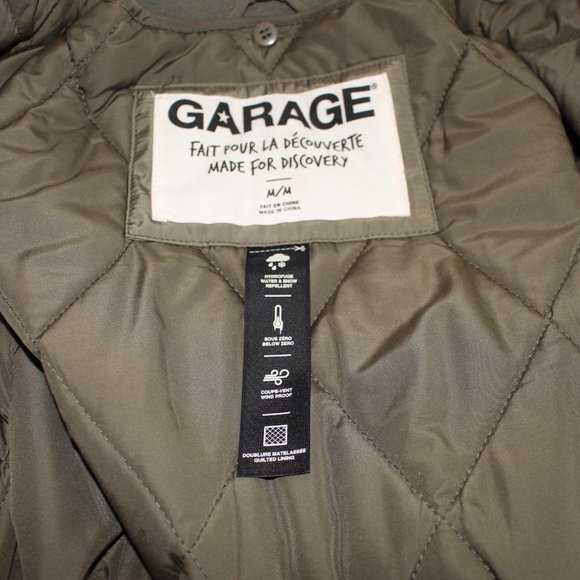 GARAGE®
FAIT POUR LA DÉCOUVERTE
MADE FOR DISCOVERY
M/M
FAIT EN CHINE
MADE IN CHINA
HYDROFUGE
WATER & SNOW
REPELLENT
SOUS ZÉRO
BELOW ZERO
COUPE-VENT
WIND PROOF
DOUBLURE MATELASSÉE
QUILTED LINING